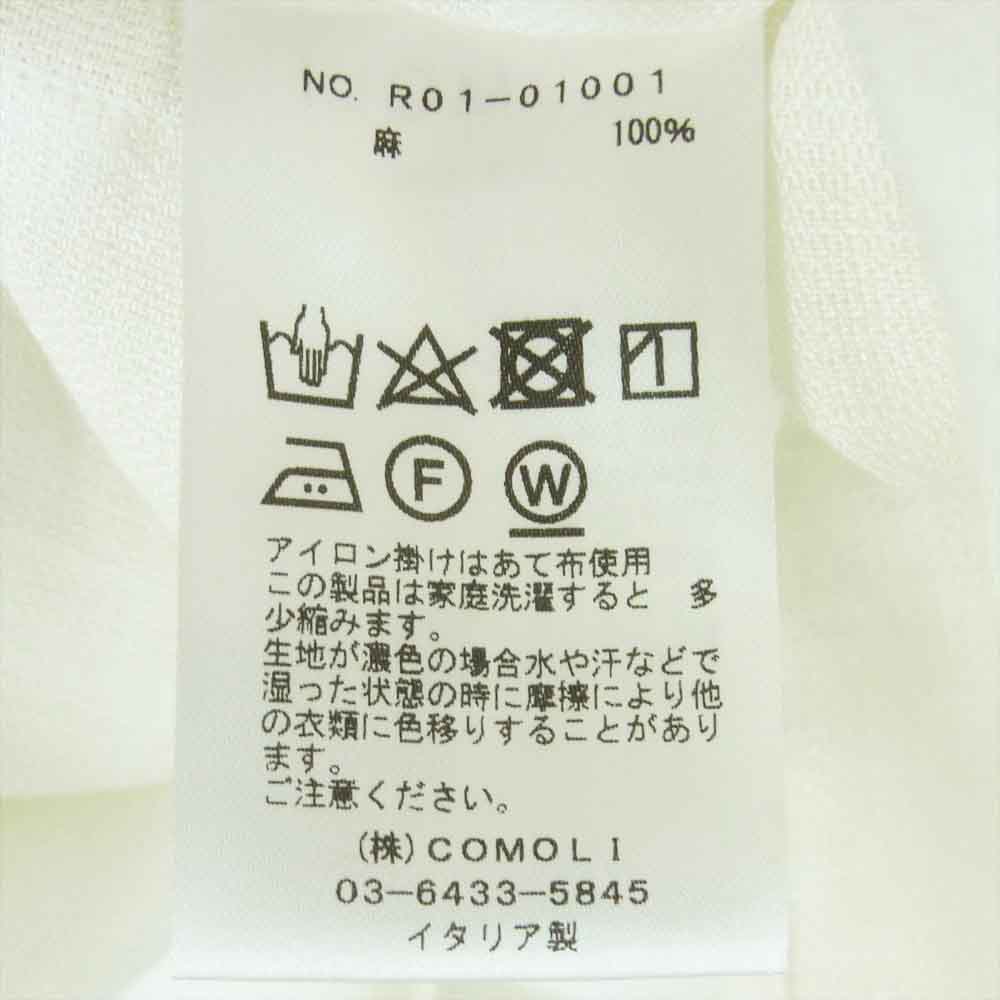 NO. R01-01001
麻 100%
F W
アイロン掛けはあて布使用
この製品は家庭洗濯すると 多
少縮みます。
生地が濃色の場合水や汗などで
湿った状態の時に摩擦により他
の衣類に色移りすることがあり
ます。
ご注意ください。
(株)COMOLI
03-6433-5845
イタリア製